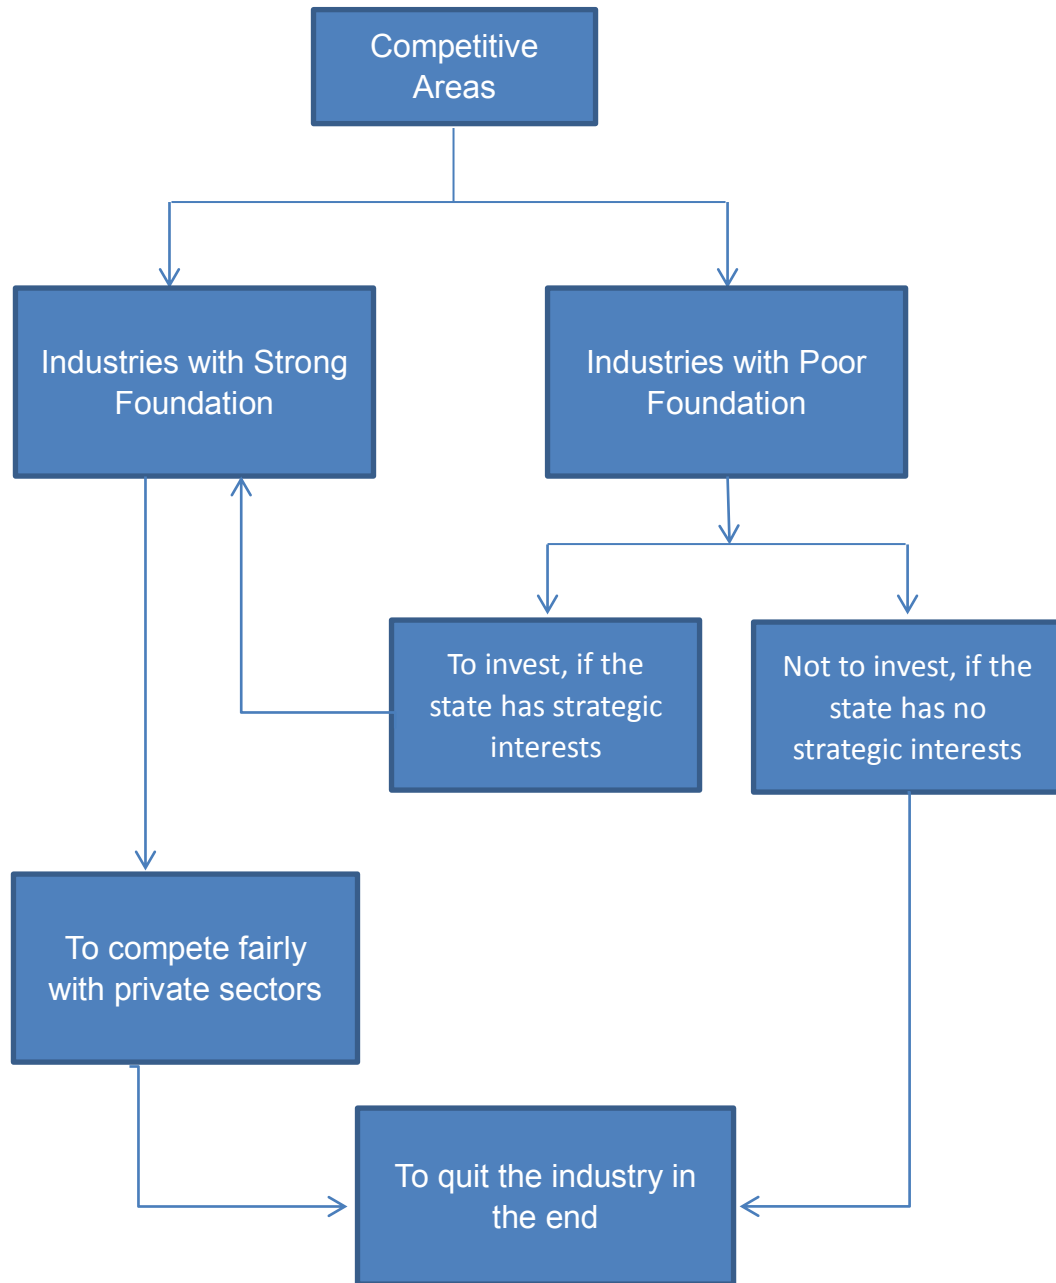 Competitive
Areas
Industries with Strong
Foundation
Industries with Poor
Foundation
To invest, if the
state has strategic
interests
Not to invest, if the
state has no
strategic interests
To compete fairly
with private sectors
To quit the industry in
the end